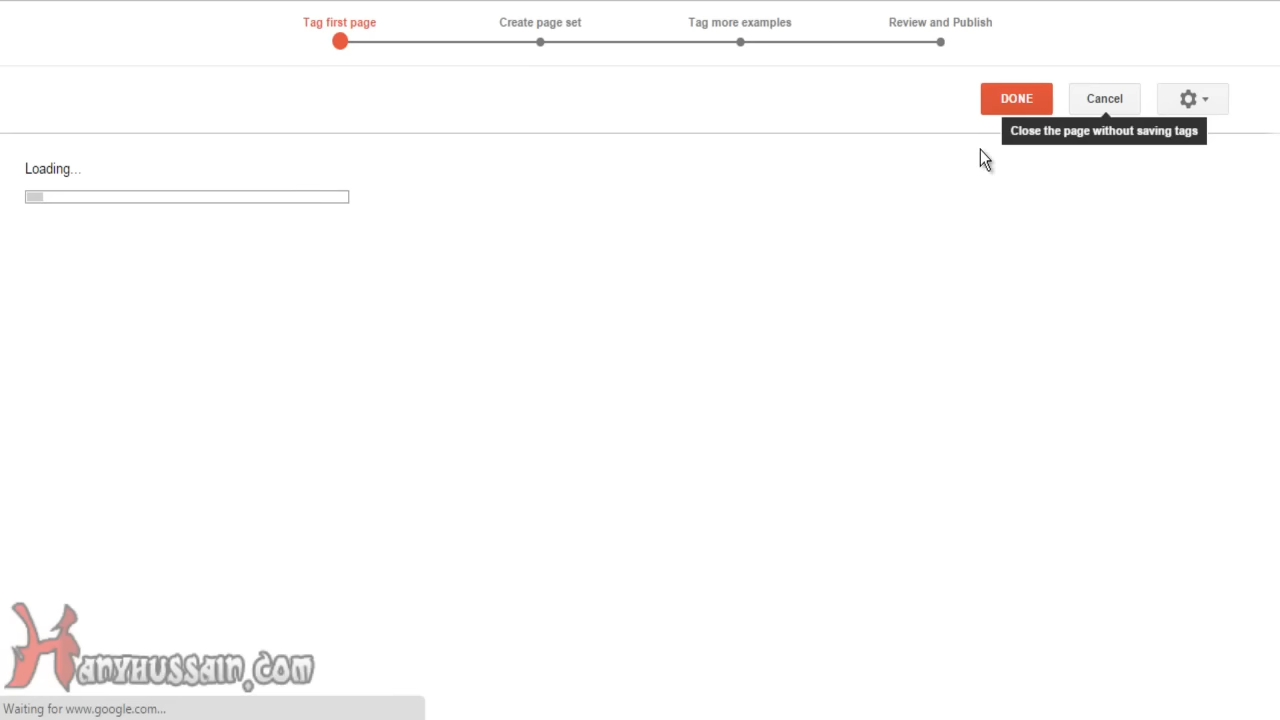 Tag first page
Create page set
Tag more examples
Review and Publish
DONE
Cancel
Close the page without saving tags
Loading...
Hanyhussain.com
Waiting for www.google.com...